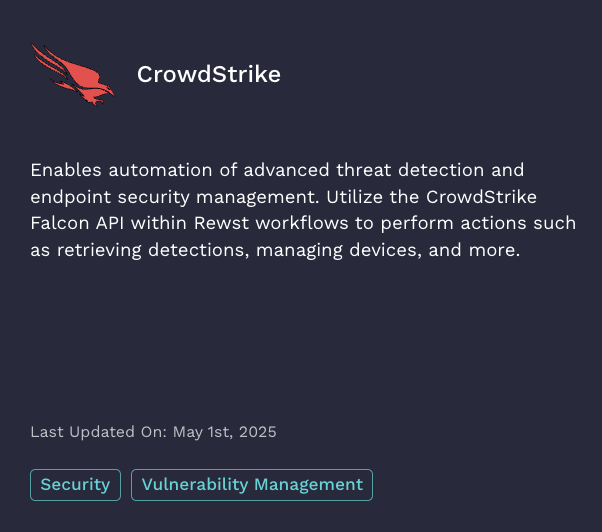 CrowdStrike
Enables automation of advanced threat detection and
endpoint security management. Utilize the CrowdStrike
Falcon API within Rewst workflows to perform actions such
as retrieving detections, managing devices, and more.
Last Updated On: May 1st, 2025
Security
Vulnerability Management